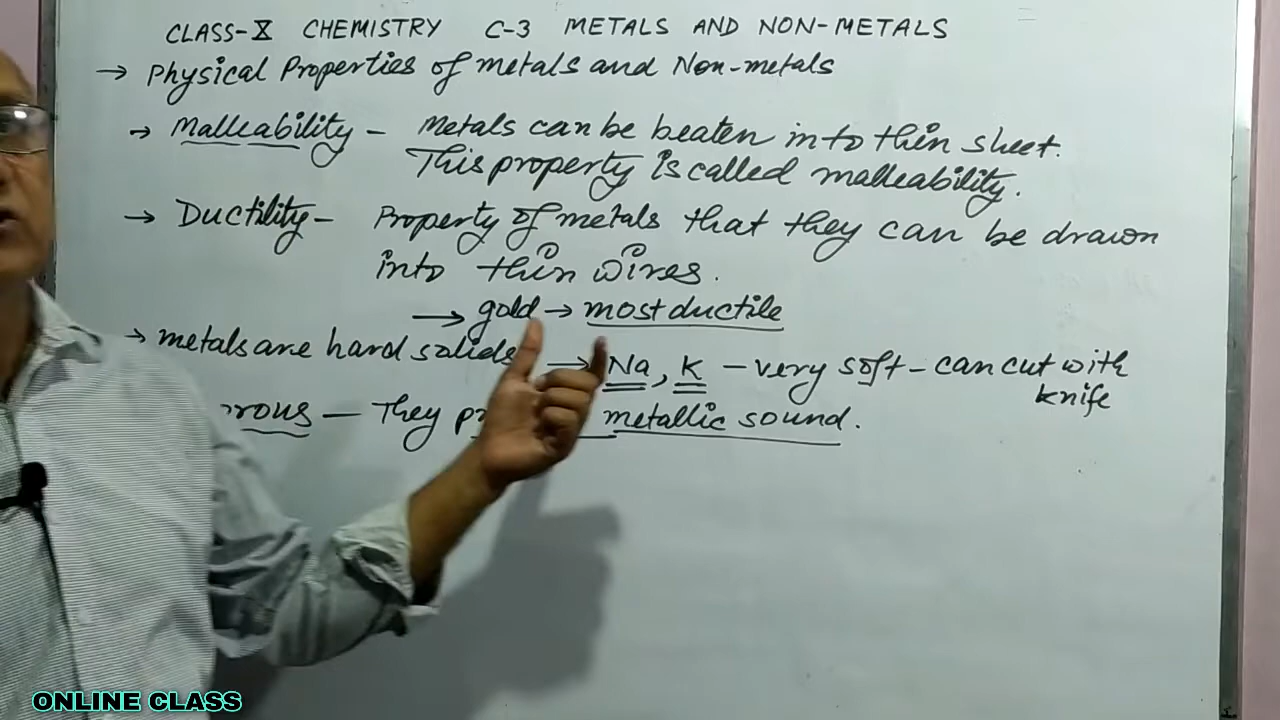 CLASS-X CHEMISTRY C-3 METALS AND NON-METALS
→ Physical Properties of metals and Non-metals
→ Malleability - Metals can be beaten into thin sheet.
This property is called malleability.
→ Ductility - Property of metals that they can be drawn
into thin wires.
→ gold → most ductile
→ metals are hard solids → Na, K - very soft - can cut with
knife
- They metallic sound.
ONLINE CLASS